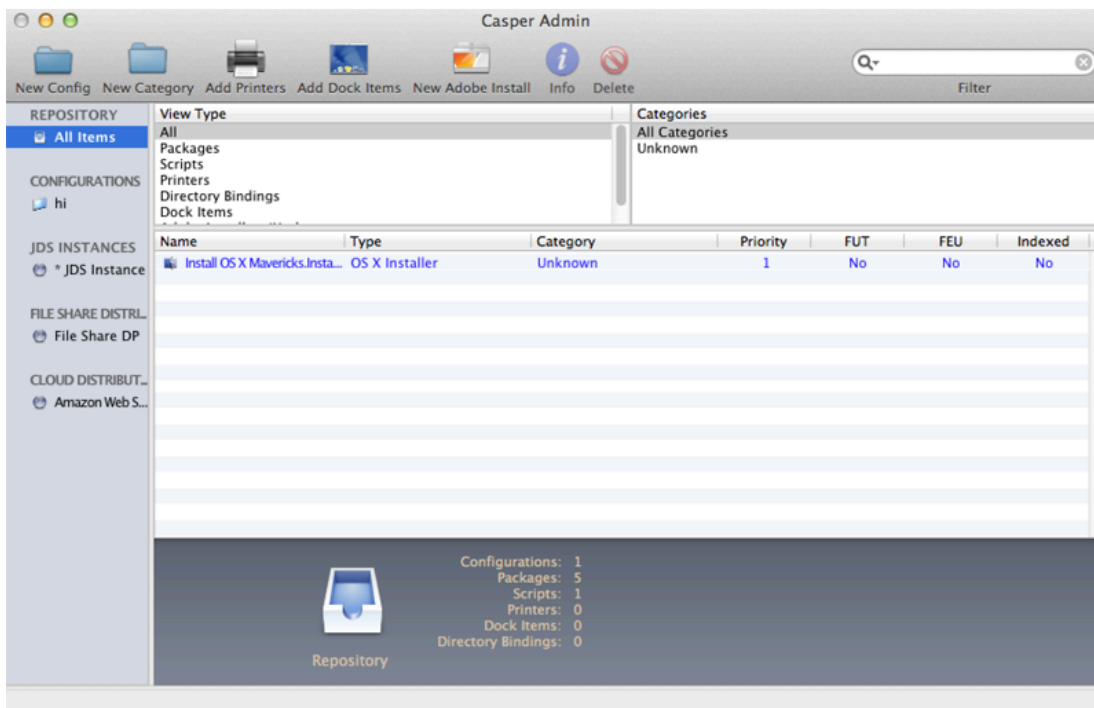 Casper Admin
New Config New Category Add Printers Add Dock Items New Adobe Install Info Delete Filter
REPOSITORY
All Items
CONFIGURATIONS
hi
JDS INSTANCES
* JDS Instance
FILE SHARE DISTRI...
File Share DP
CLOUD DISTRIBUT...
Amazon Web S...
View Type
All
Packages
Scripts
Printers
Directory Bindings
Dock Items
Categories
All Categories
Unknown
Name Type Category Priority FUT FEU Indexed
Install OS X Mavericks.Insta... OS X Installer Unknown 1 No No No
Repository
Configurations: 1
Packages: 5
Scripts: 1
Printers: 0
Dock Items: 0
Directory Bindings: 0